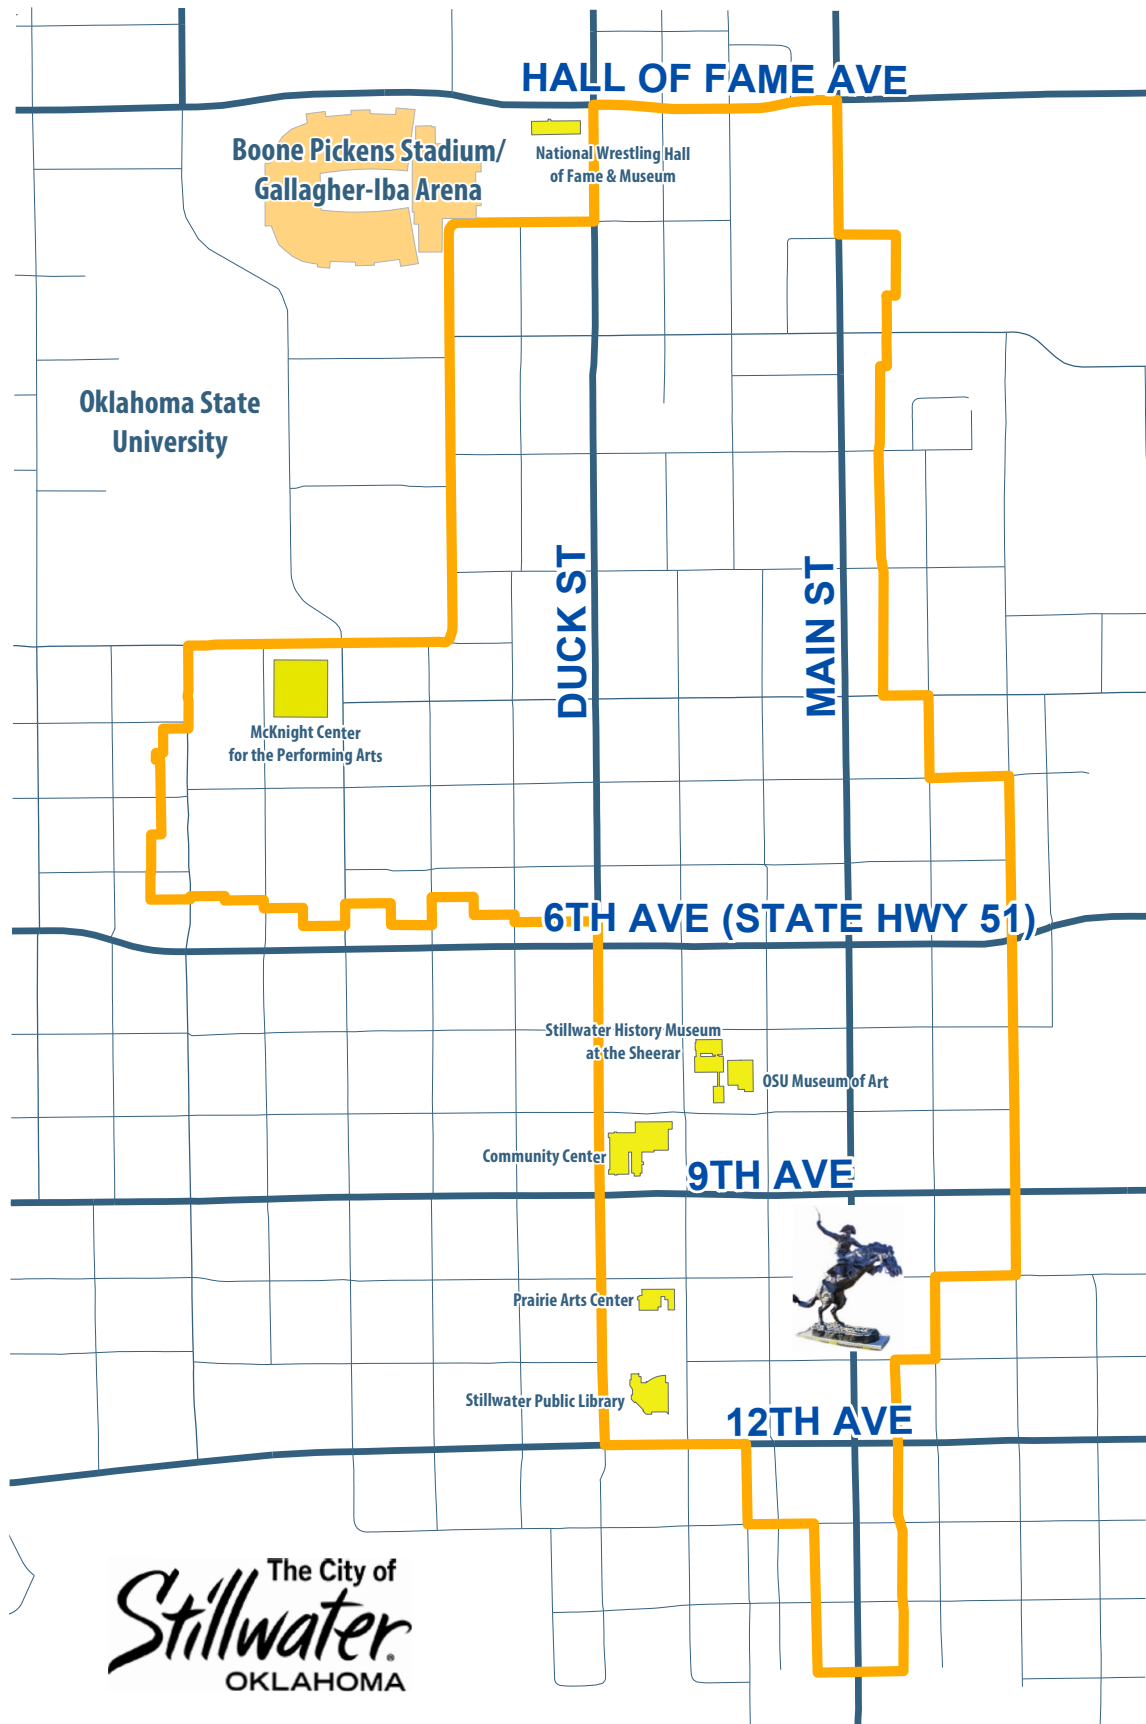 HALL OF FAME AVE
Boone Pickens Stadium/
Gallagher-Iba Arena
National Wrestling Hall
of Fame & Museum
Oklahoma State
University
DUCK ST
MAIN ST
McKnight Center
for the Performing Arts
6TH AVE (STATE HWY 51)
Stillwater History Museum
at the Sheerar
OSU Museum of Art
Community Center
9TH AVE
Prairie Arts Center
Stillwater Public Library
12TH AVE
The City of
Stillwater®
OKLAHOMA